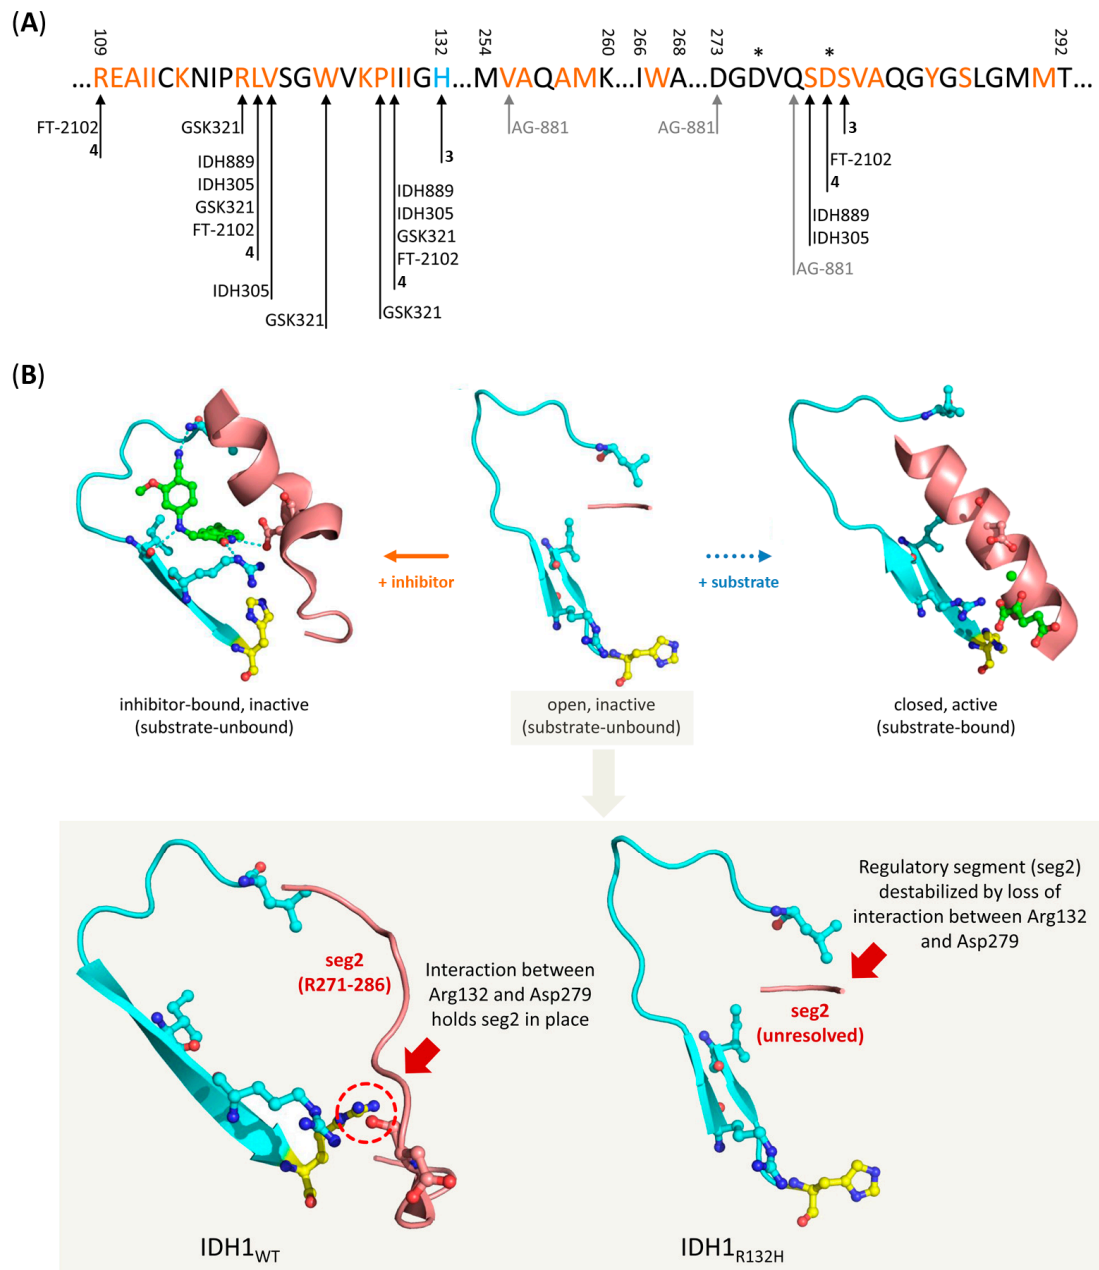 (A)
109
132
254
260
266
268
273
*
*
292
...REAIICKNIPRLVSGWVKPIIIGH...MVAQAMK...IWA...DGDVQSDSVAQGYGSLGMMT...
FT-2102
4
GSK321
IDH889
IDH305
GSK321
FT-2102
4
IDH305
GSK321
3
IDH889
IDH305
GSK321
FT-2102
4
GSK321
AG-881
AG-881
3
FT-2102
4
IDH889
IDH305
AG-881
(B)
+ inhibitor
+ substrate
inhibitor-bound, inactive
(substrate-unbound)
open, inactive
(substrate-unbound)
closed, active
(substrate-bound)
seg2
(R271-286)
Interaction between
Arg132 and Asp279
holds seg2 in place
Regulatory segment (seg2)
destabilized by loss of
interaction between Arg132
and Asp279
seg2
(unresolved)
IDH1WT
IDH1R132H